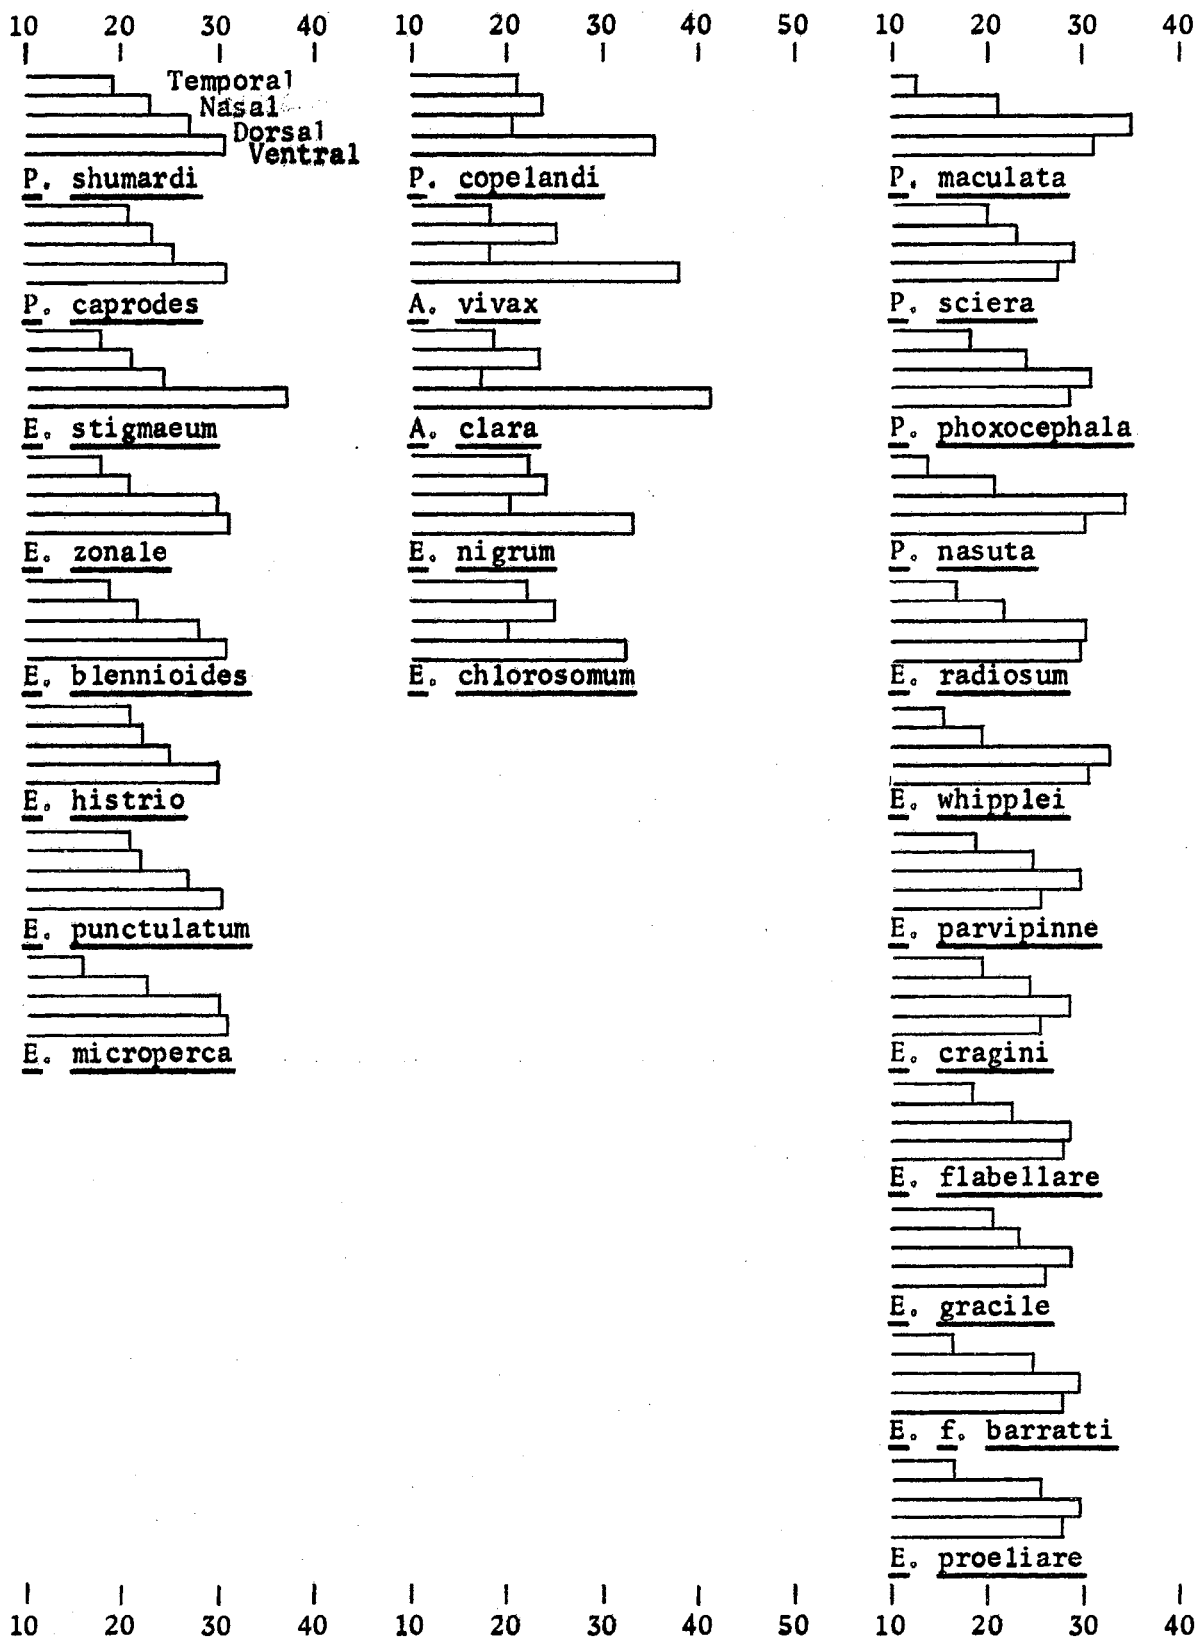 10 20 30 40 10 20 30 40 50 10 20 30 40
Temporal
Nasal
Dorsal
Ventral
P. shumardi
P. caprodes
E. stigmaeum
E. zonale
E. blennioides
E. histrio
E. punctulatum
E. microperca
P. copelandi
A. vivax
A. clara
E. nigrum
E. chlorosomum
P. maculata
P. sciera
P. phoxocephala
P. nasuta
E. radiosum
E. whipplei
E. parvipinne
E. cragini
E. flabellare
E. gracile
E. f. barratti
E. proeliare
10 20 30 40 10 20 30 40 50 10 20 30 40